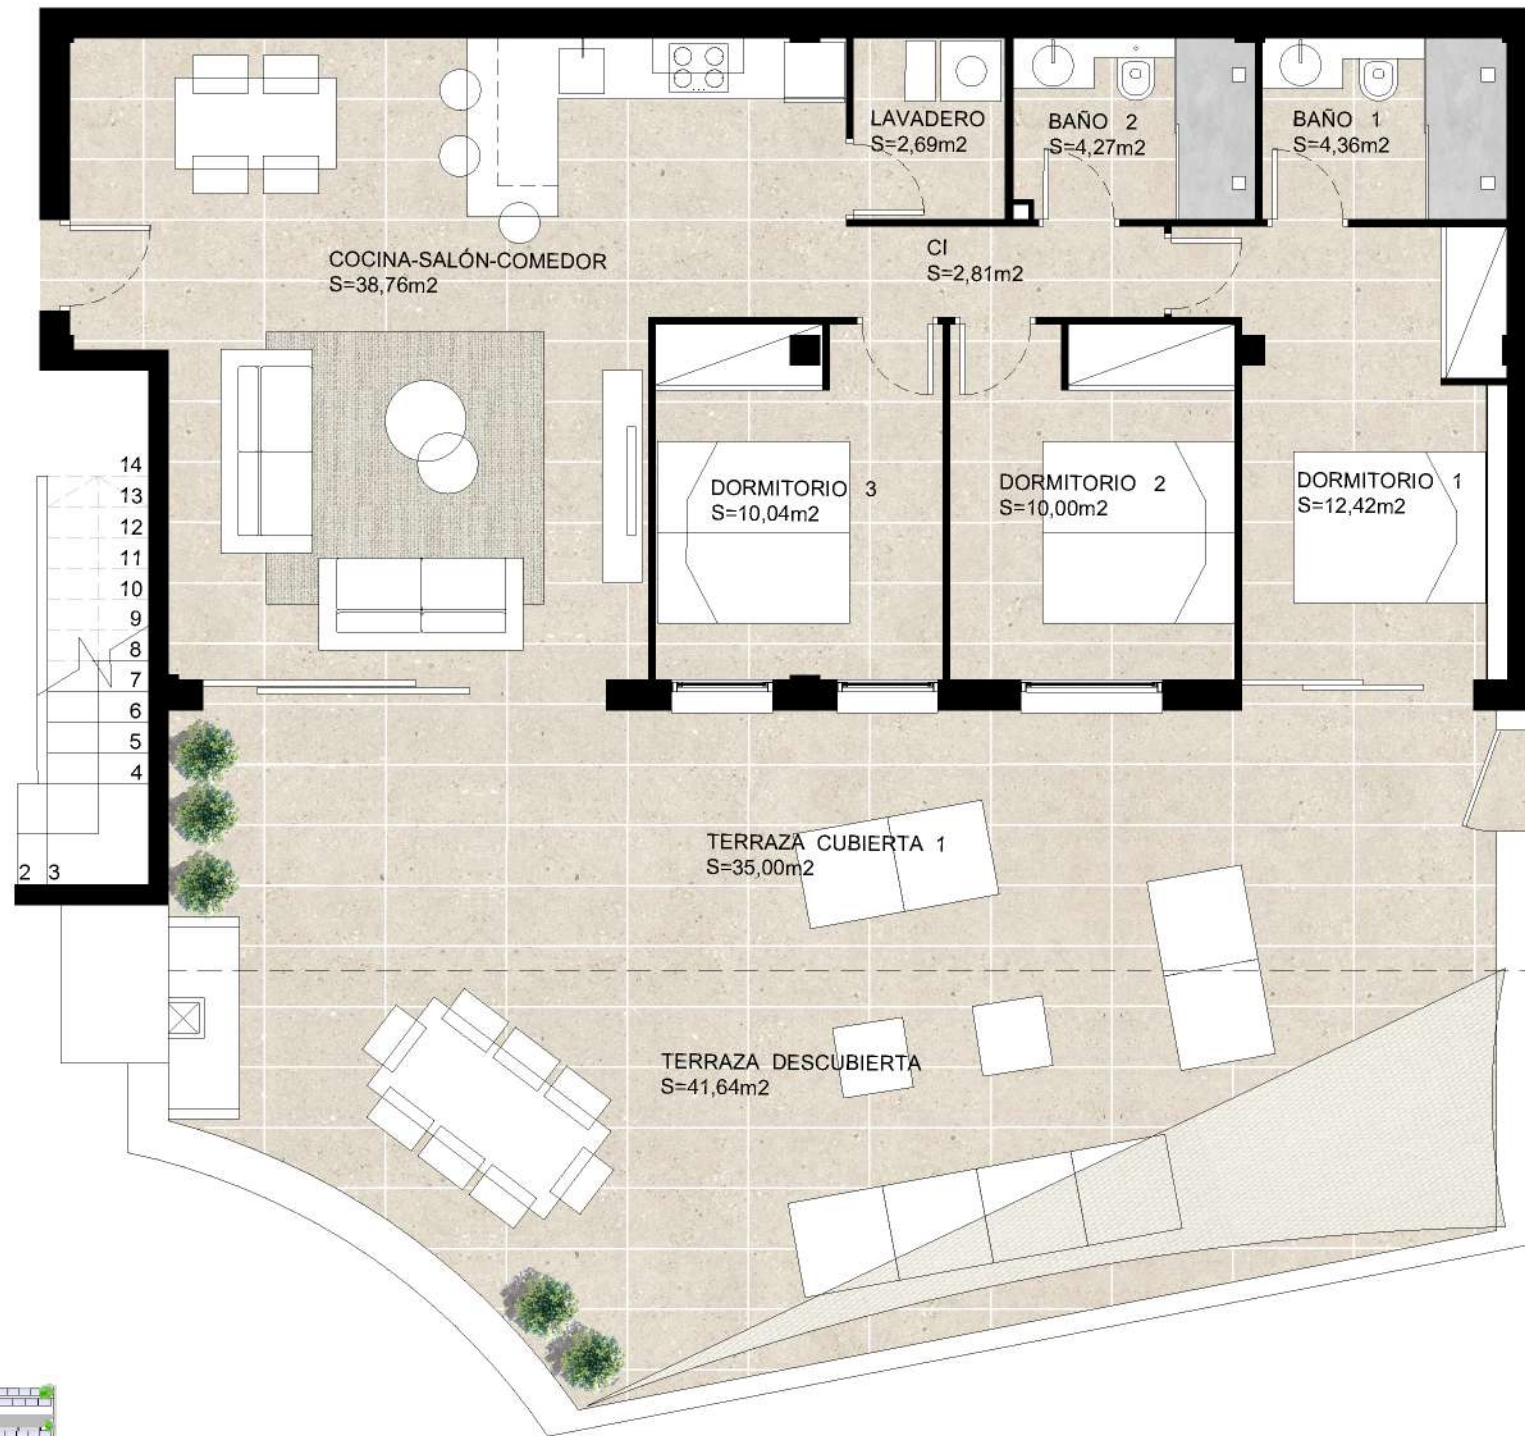 LAVADERO
S=2,69m2
BAÑO 2
S=4,27m2
BAÑO 1
S=4,36m2
COCINA-SALÓN-COMEDOR
S=38,76m2
CI
S=2,81m2
DORMITORIO 3
S=10,04m2
DORMITORIO 2
S=10,00m2
DORMITORIO 1
S=12,42m2
14
13
12
11
10
9
8
7
6
5
4
2 3
TERRAZA CUBIERTA 1
S=35,00m2
TERRAZA DESCUBIERTA
S=41,64m2